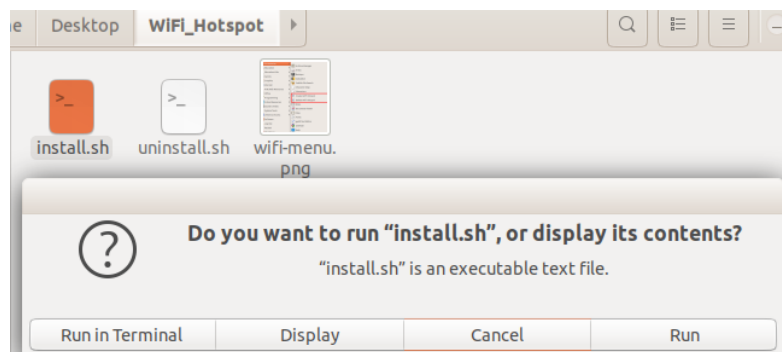 e Desktop WiFi_Hotspot
>_ >_
install.sh uninstall.sh wifi-menu.
png
?
Do you want to run “install.sh”, or display its contents?
“install.sh” is an executable text file.
Run in Terminal Display Cancel Run